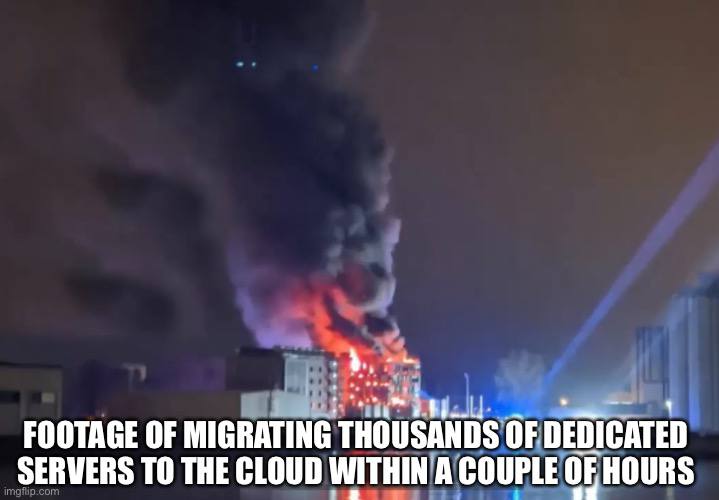 FOOTAGE OF MIGRATING THOUSANDS OF DEDICATED
SERVERS TO THE CLOUD WITHIN A COUPLE OF HOURS
imgflip.com